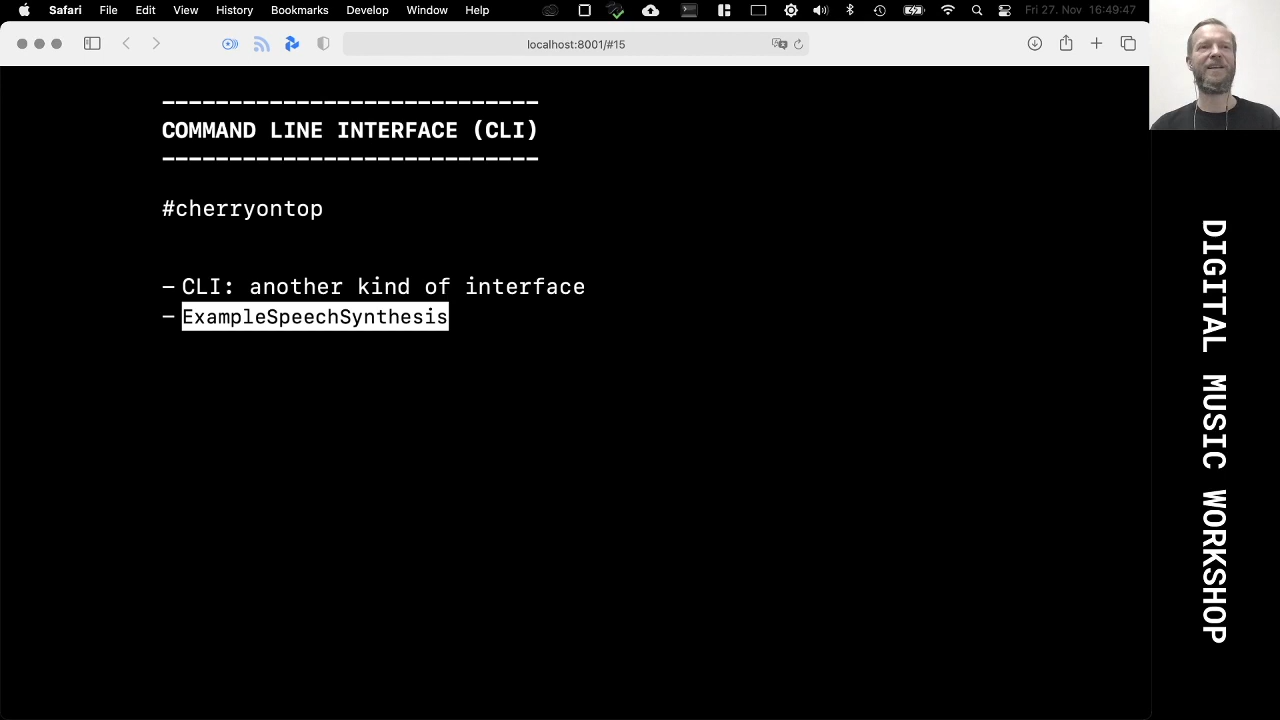 Safari File Edit View History Bookmarks Develop Window Help Fri 27. Nov 16:49:47
localhost:8001/#15
COMMAND LINE INTERFACE (CLI)
#cherryontop
– CLI: another kind of interface
– ExampleSpeechSynthesis
DIGITAL MUSIC WORKSHOP